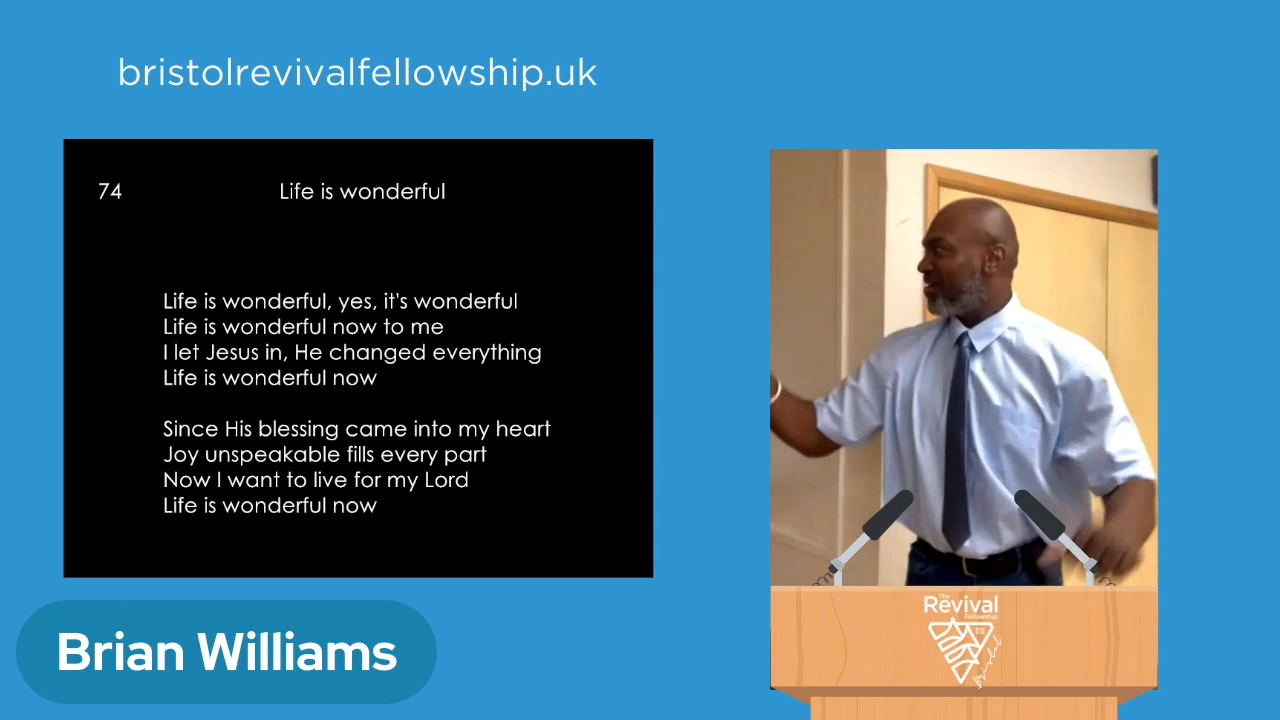 bristolrevivalfellowship.uk
74 Life is wonderful
Life is wonderful, yes, it's wonderful
Life is wonderful now to me
I let Jesus in, He changed everything
Life is wonderful now
Since His blessing came into my heart
Joy unspeakable fills every part
Now I want to live for my Lord
Life is wonderful now
Brian Williams
The
Revival
Fellowship
Bristol